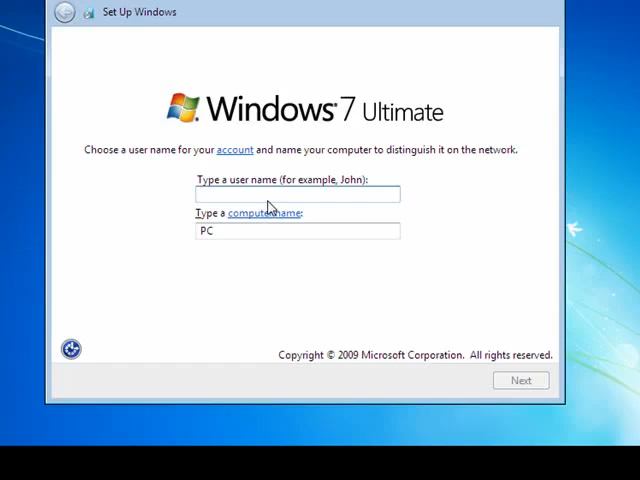 Set Up Windows
Windows® 7 Ultimate
Choose a user name for your account and name your computer to distinguish it on the network.
Type a user name (for example, John):
Type a computer name:
PC
Copyright © 2009 Microsoft Corporation. All rights reserved.
Next